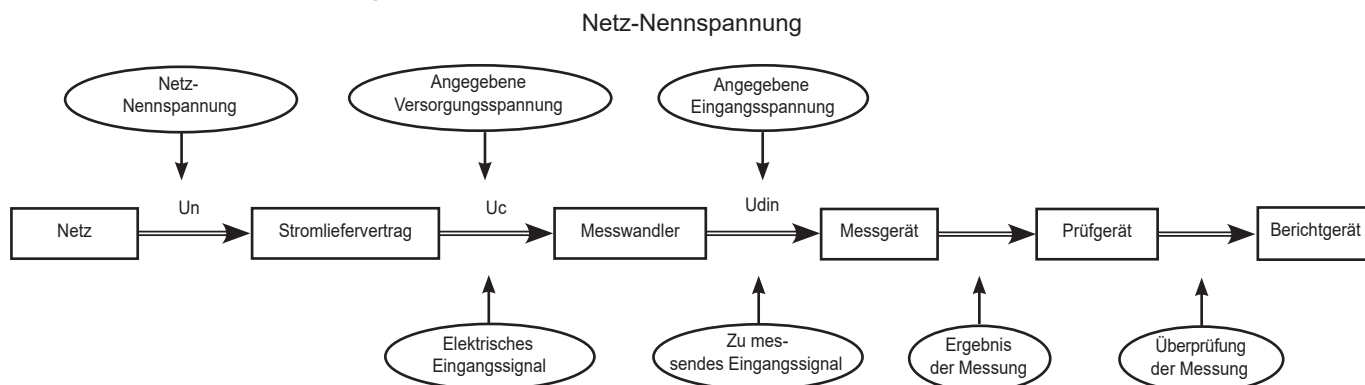 Netz-Nennspannung
Netz-
Nennspannung
Angegebene
Versorgungsspannung
Angegebene
Eingangsspannung
Un
Uc
Udin
Netz
Stromliefervertrag
Messwandler
Messgerät
Prüfgerät
Berichtgerät
Elektrisches
Eingangssignal
Zu mes-
sendes Eingangssignal
Ergebnis
der Messung
Überprüfung
der Messung